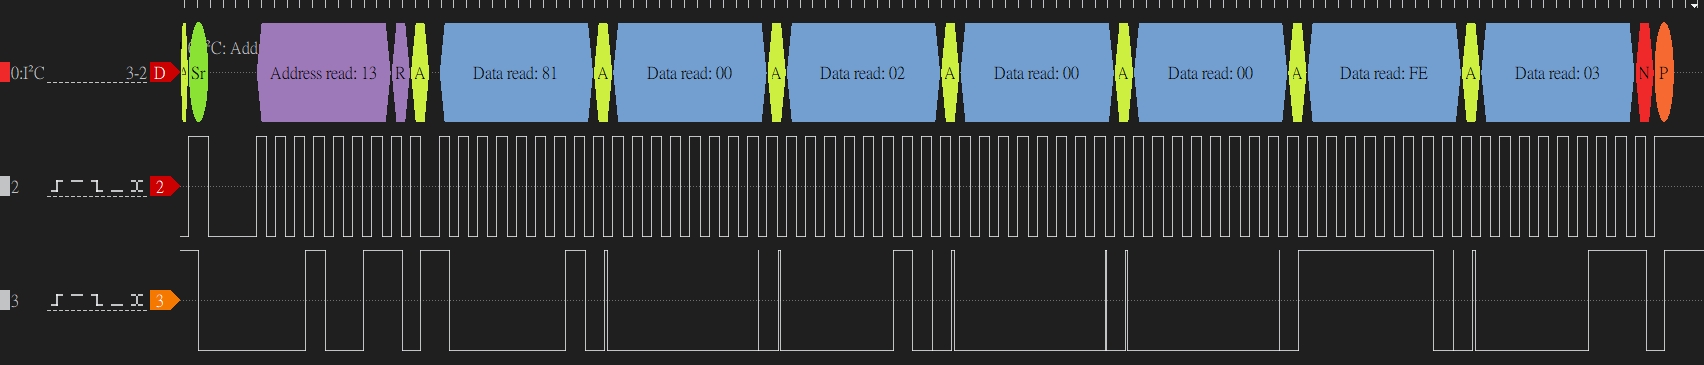 ²C: Add
0:I²C 3-2 D A Sr Address read: 13 R A Data read: 81 A Data read: 00 A Data read: 02 A Data read: 00 A Data read: 00 A Data read: FE A Data read: 03 N P
2 2
3 3